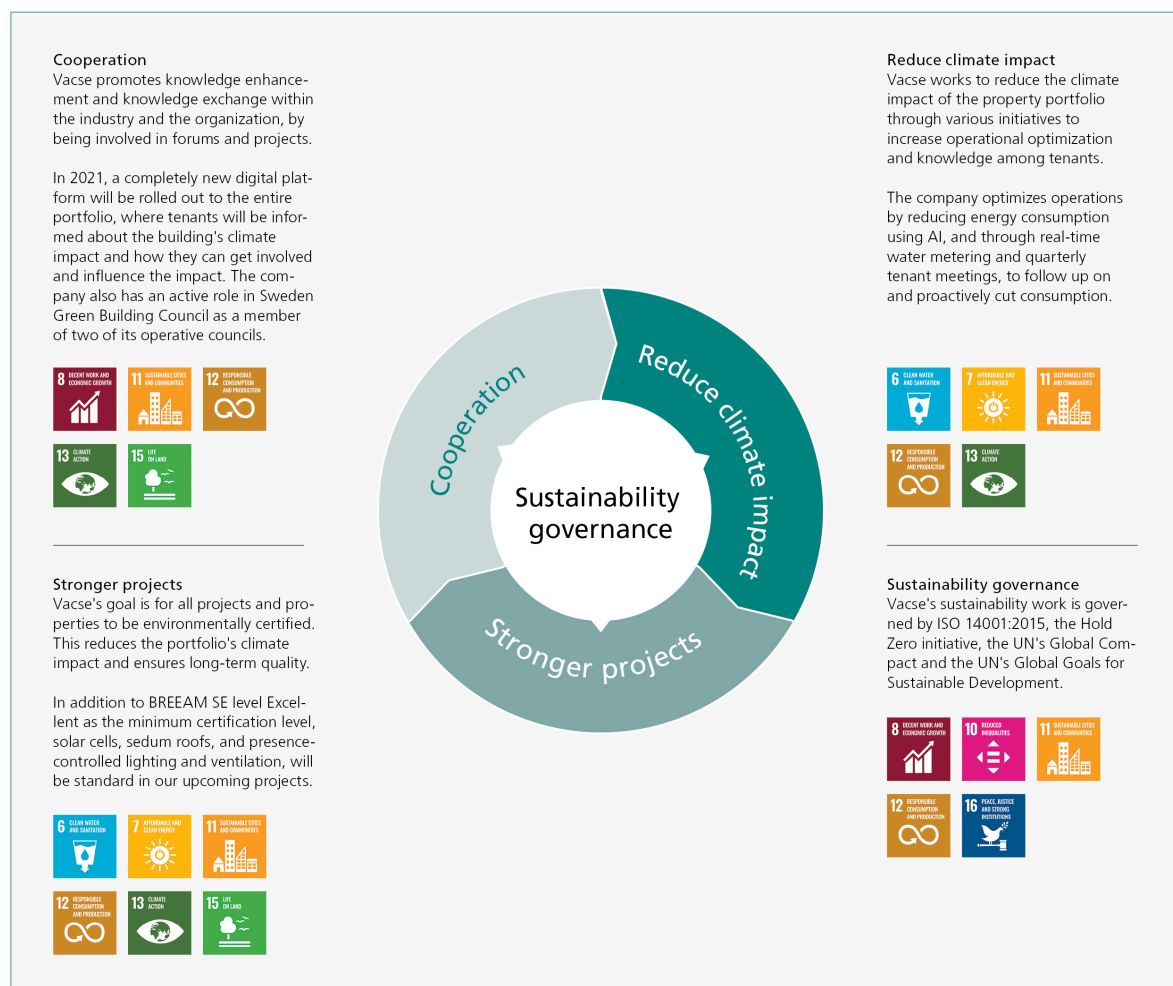 Cooperation
Vacse promotes knowledge enhance-
ment and knowledge exchange within
the industry and the organization, by
being involved in forums and projects.
In 2021, a completely new digital plat-
form will be rolled out to the entire
portfolio, where tenants will be infor-
med about the building's climate
impact and how they can get involved
and influence the impact. The com-
pany also has an active role in Sweden
Green Building Council as a member
of two of its operative councils.
8 DECENT WORK AND
ECONOMIC GROWTH
11 SUSTAINABLE CITIES
AND COMMUNITIES
12 RESPONSIBLE
CONSUMPTION
AND PRODUCTION
13 CLIMATE
ACTION
15 LIFE
ON LAND
Stronger projects
Vacse's goal is for all projects and pro-
perties to be environmentally certified.
This reduces the portfolio's climate
impact and ensures long-term quality.
In addition to BREEAM SE level Excel-
lent as the minimum certification level,
solar cells, sedum roofs, and presence-
controlled lighting and ventilation, will
be standard in our upcoming projects.
6 CLEAN WATER
AND SANITATION
7 AFFORDABLE AND
CLEAN ENERGY
11 SUSTAINABLE CITIES
AND COMMUNITIES
12 RESPONSIBLE
CONSUMPTION
AND PRODUCTION
13 CLIMATE
ACTION
15 LIFE
ON LAND
Cooperation
Reduce climate impact
Stronger projects
Sustainability
governance
Reduce climate impact
Vacse works to reduce the climate
impact of the property portfolio
through various initiatives to
increase operational optimization
and knowledge among tenants.
The company optimizes operations
by reducing energy consumption
using AI, and through real-time
water metering and quarterly
tenant meetings, to follow up on
and proactively cut consumption.
6 CLEAN WATER
AND SANITATION
7 AFFORDABLE AND
CLEAN ENERGY
11 SUSTAINABLE CITIES
AND COMMUNITIES
12 RESPONSIBLE
CONSUMPTION
AND PRODUCTION
13 CLIMATE
ACTION
Sustainability governance
Vacse's sustainability work is gover-
ned by ISO 14001:2015, the Hold
Zero initiative, the UN's Global Com-
pact and the UN's Global Goals for
Sustainable Development.
8 DECENT WORK AND
ECONOMIC GROWTH
10 REDUCED
INEQUALITIES
11 SUSTAINABLE CITIES
AND COMMUNITIES
12 RESPONSIBLE
CONSUMPTION
AND PRODUCTION
16 PEACE, JUSTICE
AND STRONG
INSTITUTIONS